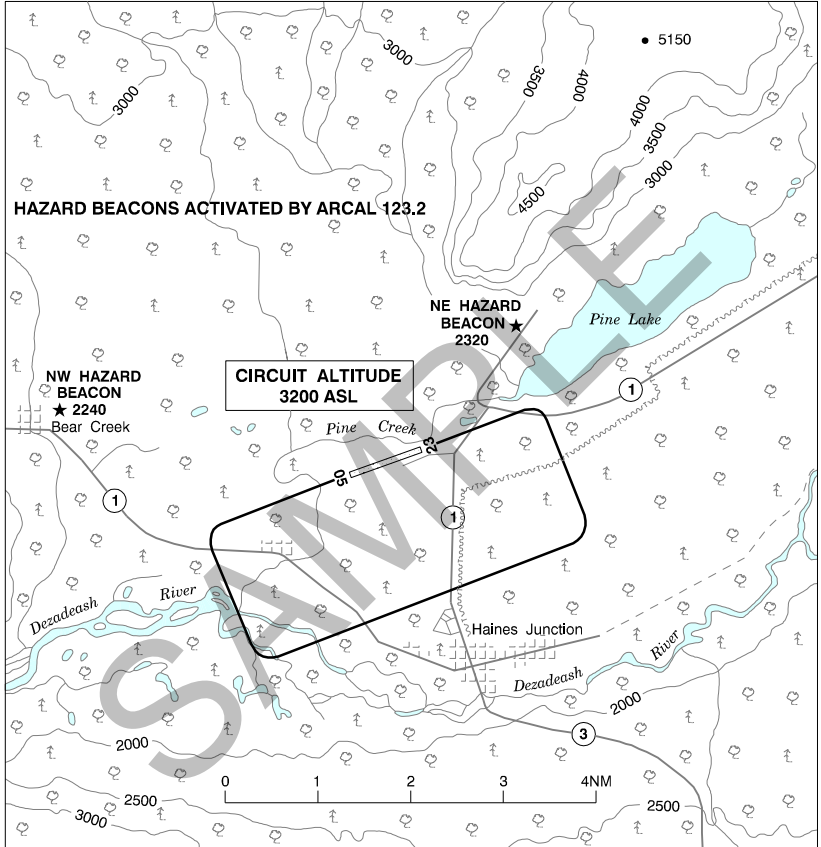 5150
3000
3000
3500
4000
4000
3500
3000
4500
HAZARD BEACONS ACTIVATED BY ARCAL 123.2
NE HAZARD
BEACON
2320
Pine Lake
NW HAZARD
BEACON
2240
Bear Creek
CIRCUIT ALTITUDE
3200 ASL
1
Pine Creek
23
05
1
1
Dezadeash River
Haines Junction
Dezadeash River
2000
2000
3
0 1 2 3 4NM
2500
3000
2500
SAMPLE